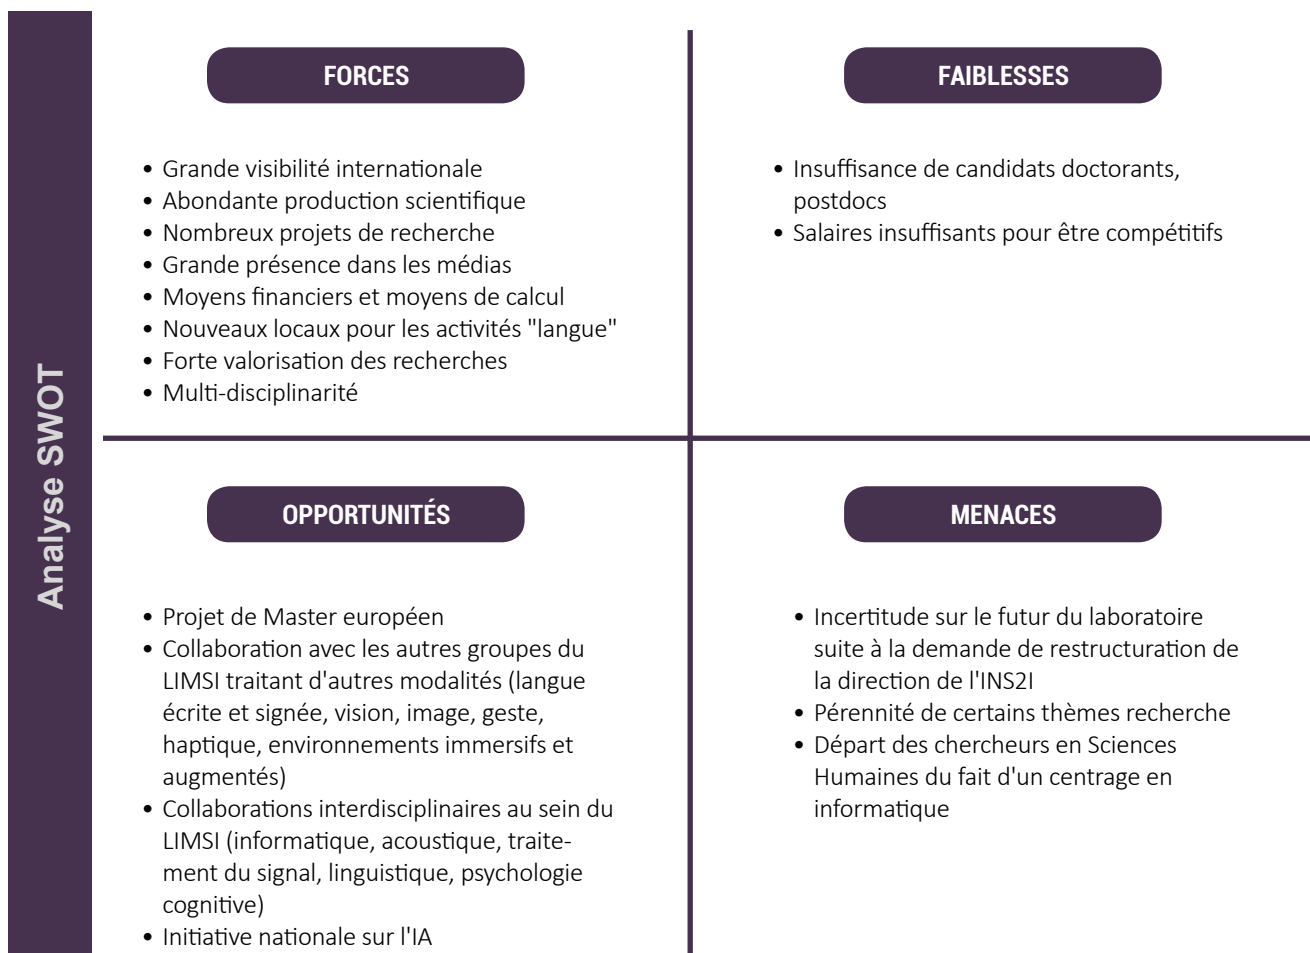 Analyse SWOT
FORCES
• Grande visibilité internationale
• Abondante production scientifique
• Nombreux projets de recherche
• Grande présence dans les médias
• Moyens financiers et moyens de calcul
• Nouveaux locaux pour les activités "langue"
• Forte valorisation des recherches
• Multi-disciplinarité
FAIBLESSES
• Insuffisance de candidats doctorants,
postdocs
• Salaires insuffisants pour être compétitifs
OPPORTUNITÉS
• Projet de Master européen
• Collaboration avec les autres groupes du
LIMSI traitant d'autres modalités (langue
écrite et signée, vision, image, geste,
haptique, environnements immersifs et
augmentés)
• Collaborations interdisciplinaires au sein du
LIMSI (informatique, acoustique, traite-
ment du signal, linguistique, psychologie
cognitive)
• Initiative nationale sur l'IA
MENACES
• Incertitude sur le futur du laboratoire
suite à la demande de restructuration de
la direction de l'INS2I
• Pérennité de certains thèmes recherche
• Départ des chercheurs en Sciences
Humaines du fait d'un centrage en
informatique